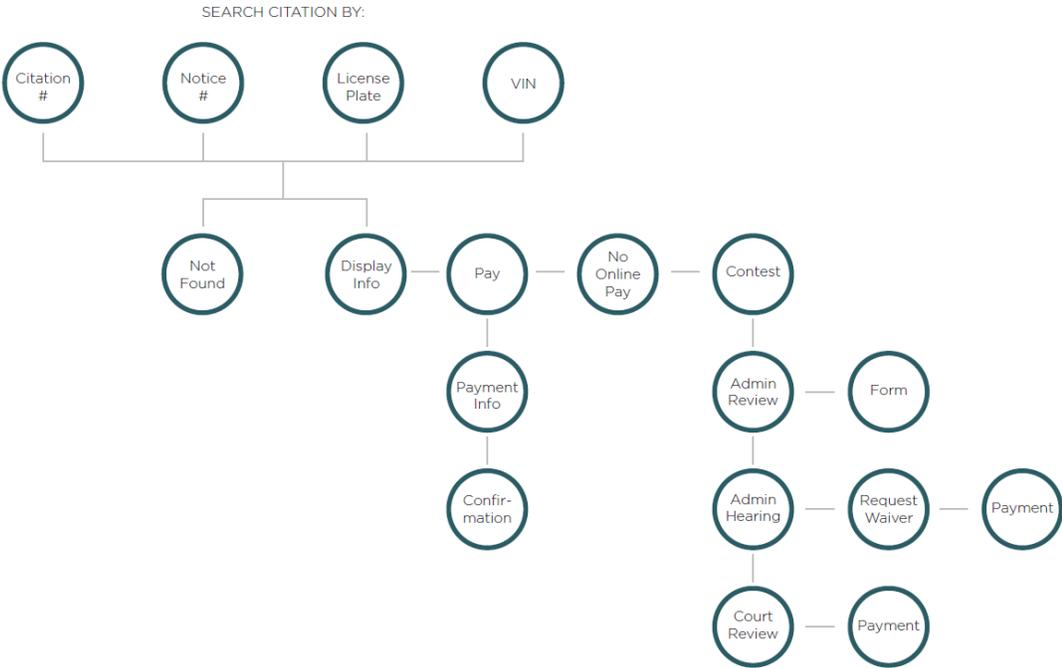 SEARCH CITATION BY:
Citation
#
Notice
#
License
Plate
VIN
Not
Found
Display
Info
Pay
No
Online
Pay
Contest
Payment
Info
Admin
Review
Form
Confir-
mation
Admin
Hearing
Request
Waiver
Payment
Court
Review
Payment